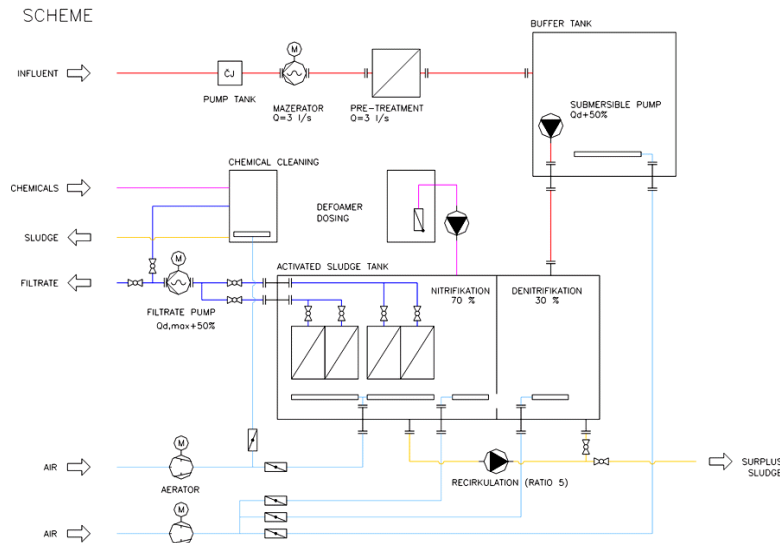 SCHEME
BUFFER TANK
INFLUENT
M
ČJ
PUMP TANK
MAZERATOR
Q=3 l/s
PRE-TREATMENT
Q=3 l/s
SUBMERSIBLE PUMP
Qd+50%
CHEMICAL CLEANING
CHEMICALS
DEFOAMER
DOSING
SLUDGE
M
ACTIVATED SLUDGE TANK
FILTRATE
NITRIFIKATION
70 %
DENITRIFIKATION
30 %
FILTRATE PUMP
Qd,max+50%
M
AIR
AERATOR
RECIRKULATION (RATIO 5)
SURPLUS
SLUDGE
M
AIR